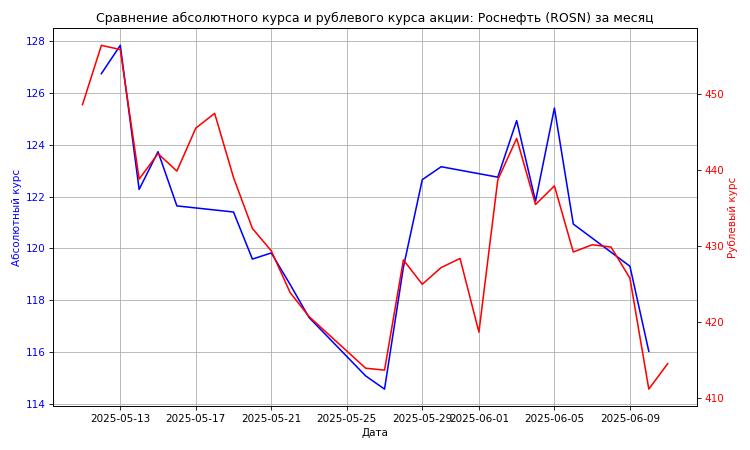 Сравнение абсолютного курса и рублевого курса акции: Роснефть (ROSN) за месяц
128
126
124
122
120
118
116
114
Абсолютный курс
450
440
430
420
410
Рублевый курс
2025-05-13 2025-05-17 2025-05-21 2025-05-25 2025-05-29 2025-06-01 2025-06-05 2025-06-09
Дата